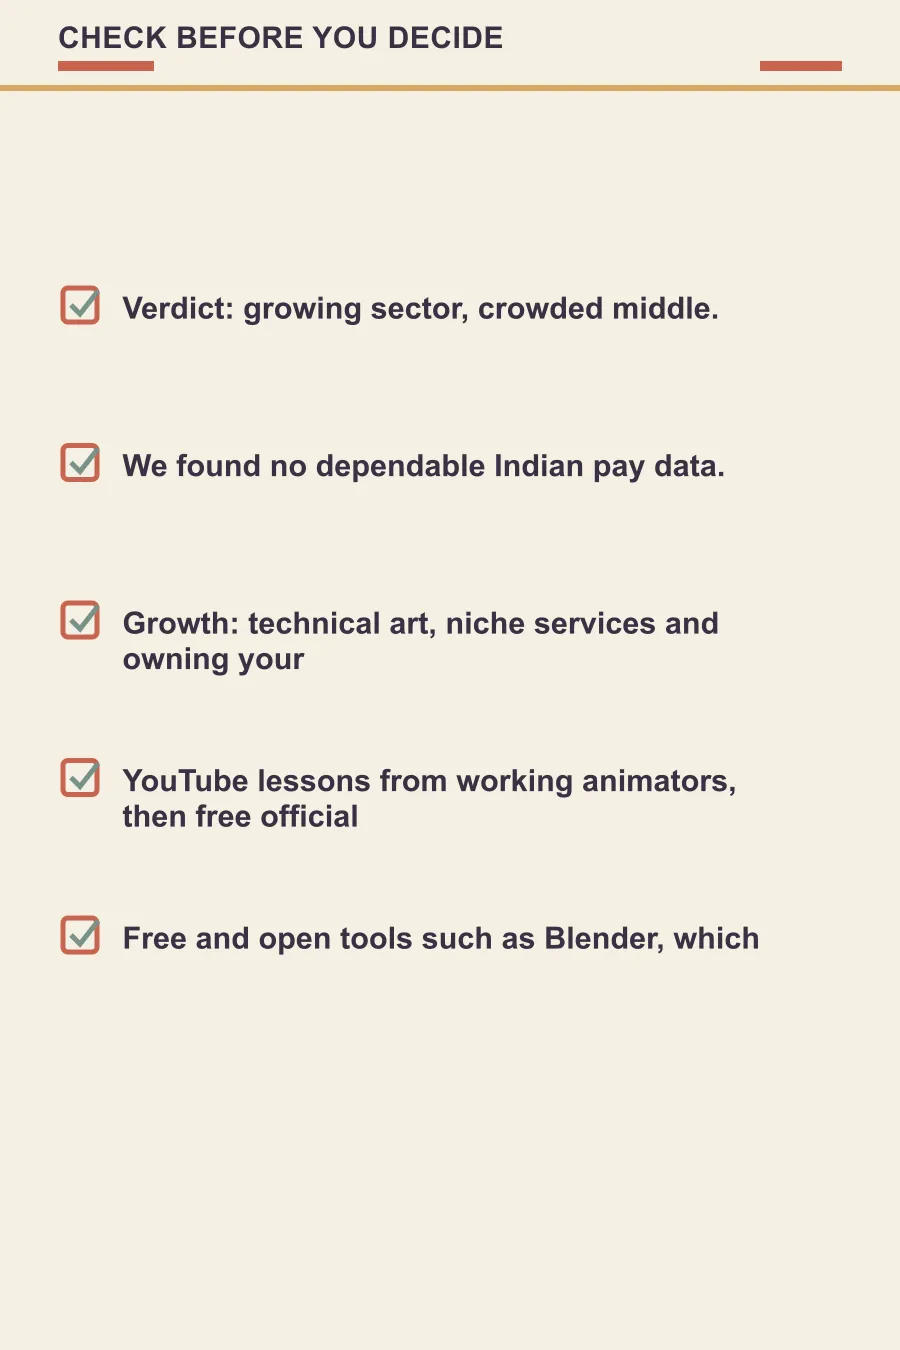 CHECK BEFORE YOU DECIDE
Verdict: growing sector, crowded middle.
We found no dependable Indian pay data.
Growth: technical art, niche services and
owning your
YouTube lessons from working animators,
then free official
Free and open tools such as Blender, which